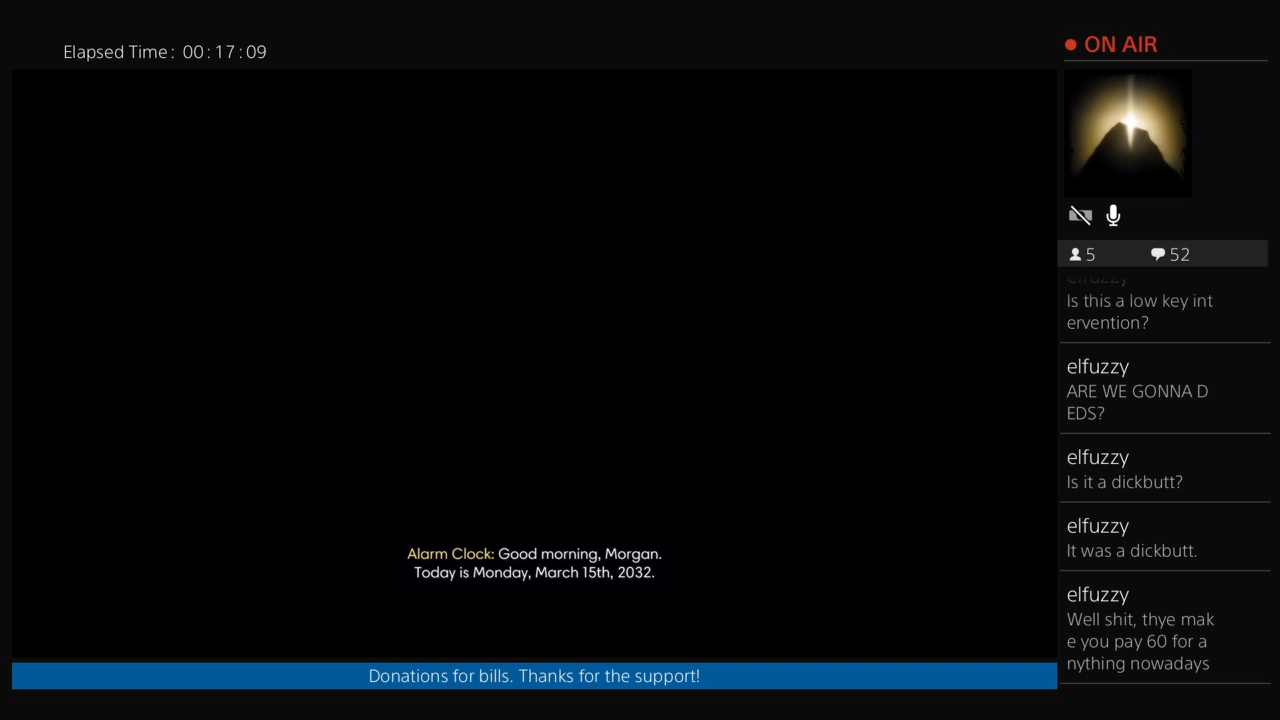 Elapsed Time: 00:17:09
ON AIR
5 52
elfuzzy
Is this a low key int
ervention?
elfuzzy
ARE WE GONNA D
EDS?
elfuzzy
Is it a dickbutt?
elfuzzy
It was a dickbutt.
elfuzzy
Well shit, thye mak
e you pay 60 for a
nything nowadays
Alarm Clock: Good morning, Morgan.
Today is Monday, March 15th, 2032.
Donations for bills. Thanks for the support!